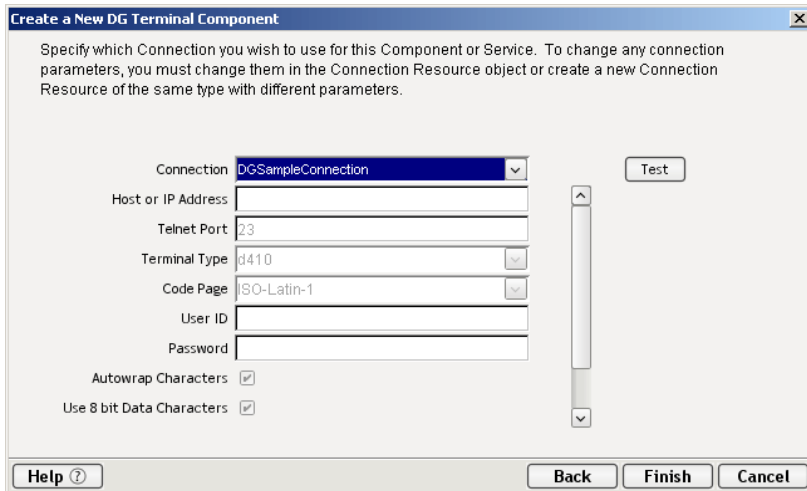 Create a New DG Terminal Component
Specify which Connection you wish to use for this Component or Service. To change any connection
parameters, you must change them in the Connection Resource object or create a new Connection
Resource of the same type with different parameters.
Connection DGSampleConnection Test
Host or IP Address
Telnet Port 23
Terminal Type d410
Code Page ISO-Latin-1
User ID
Password
Autowrap Characters
Use 8 bit Data Characters
Help ? Back Finish Cancel